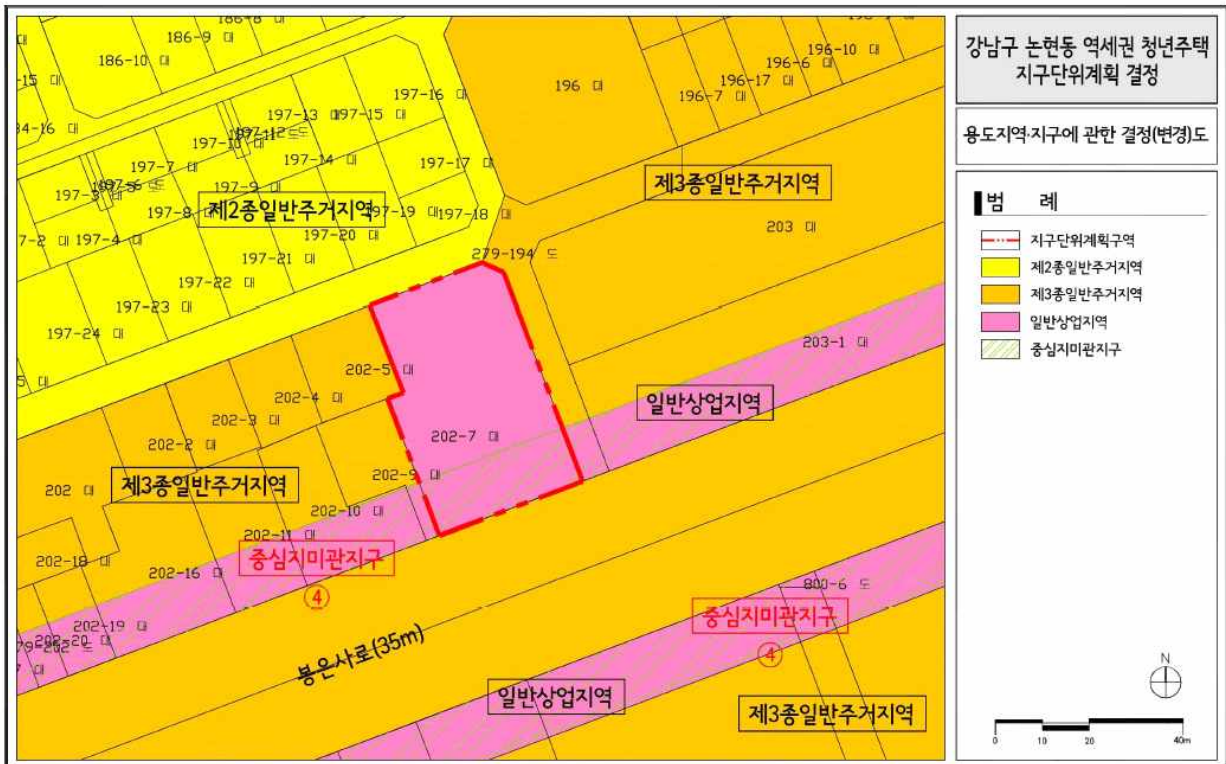 강남구 논현동 역세권 청년주택
지구단위계획 결정
용도지역·지구에 관한 결정(변경)도
범 례
지구단위계획구역
제2종일반주거지역
제3종일반주거지역
일반상업지역
중심지미관지구
N
0 10 20 40m
186-8 대
186-9 대
186-10 대
196-10 대
196-6 대
196-17 대
196-7 대
196 대
197-16 대
197-13 대
197-15 대
197-10 대
197-14 대
197-7 대
197-17 대
197-9 대
197-8 대
제2종일반주거지역
197-19 대
197-18 대
197-4 대
197-20 대
197-21 대
197-22 대
197-23 대
197-24 대
제3종일반주거지역
203 대
279-194 도
203-1 대
일반상업지역
202-5 대
202-4 대
202-3 대
202-2 대
202-7 대
202-9 대
202 대
제3종일반주거지역
202-10 대
202-11 대
202-18 대
202-16 대
중심지미관지구
④
202-19 대
202-20 대
봉은사로(35m)
800-6 도
중심지미관지구
④
일반상업지역
제3종일반주거지역